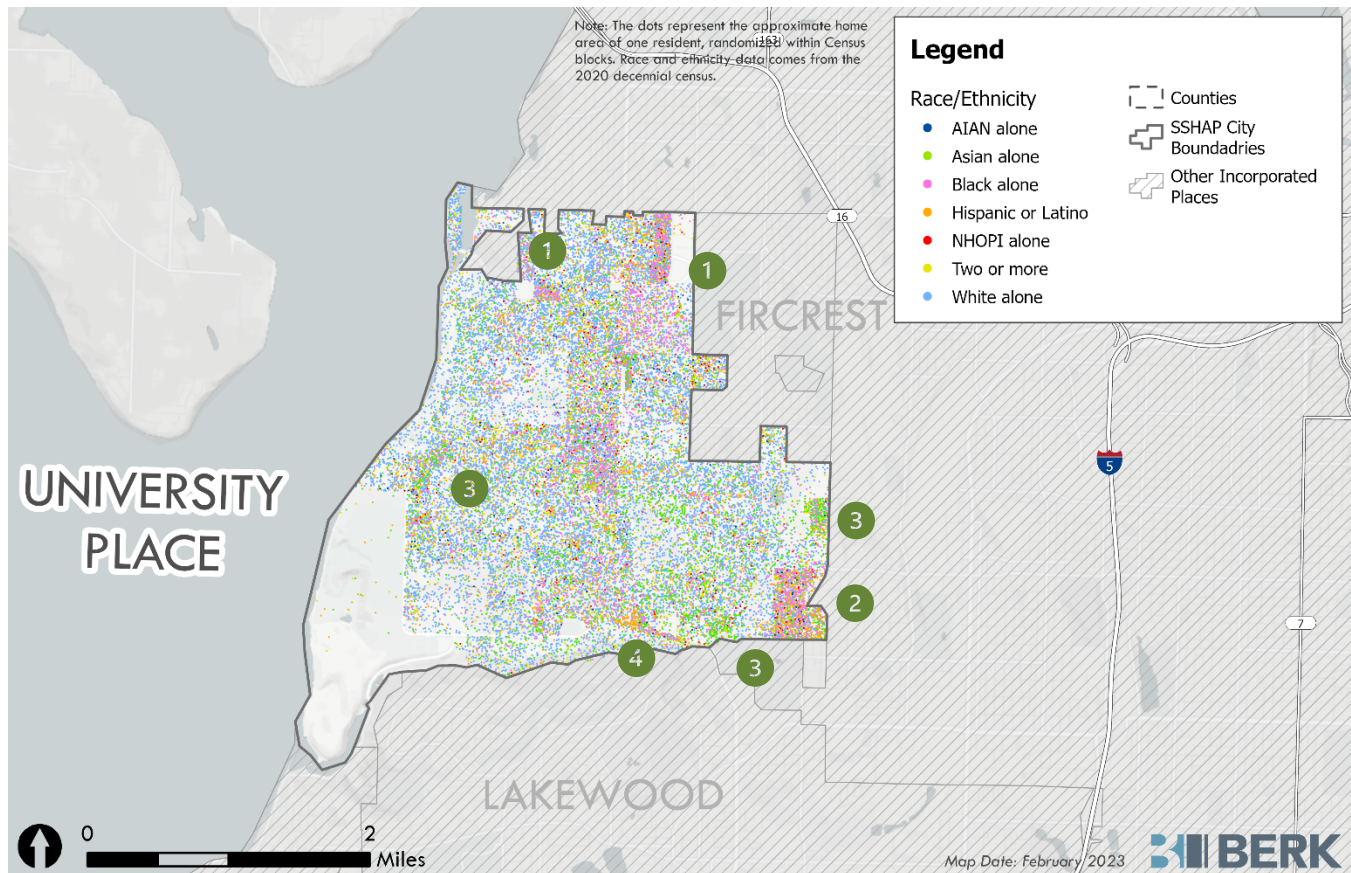 Note: The dots represent the approximate home
area of one resident, randomized within Census
blocks. Race and ethnicity data comes from the
2020 decennial census.
163
Legend
Race/Ethnicity
AIAN alone
Asian alone
Black alone
Hispanic or Latino
NHOPI alone
Two or more
White alone
Counties
SSHAP City
Boundadries
Other Incorporated
Places
16
1
1
FIRCREST
5
UNIVERSITY
PLACE
3
3
2
7
4
3
LAKEWOOD
0 2
Miles
Map Date: February 2023
BERK